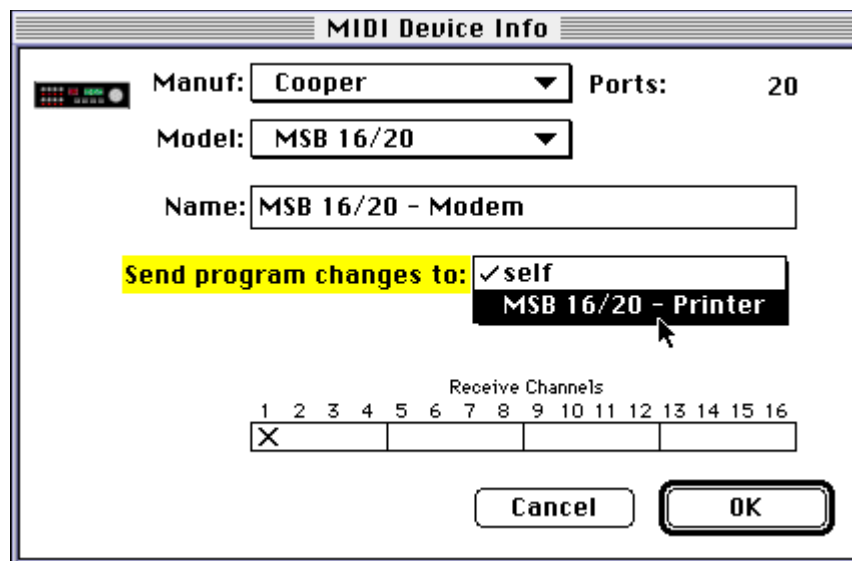 MIDI Device Info
Manuf: Cooper Ports: 20
Model: MSB 16/20
Name: MSB 16/20 - Modem
Send program changes to: ✓self
MSB 16/20 - Printer
Receive Channels
1 2 3 4 5 6 7 8 9 10 11 12 13 14 15 16
X
Cancel OK